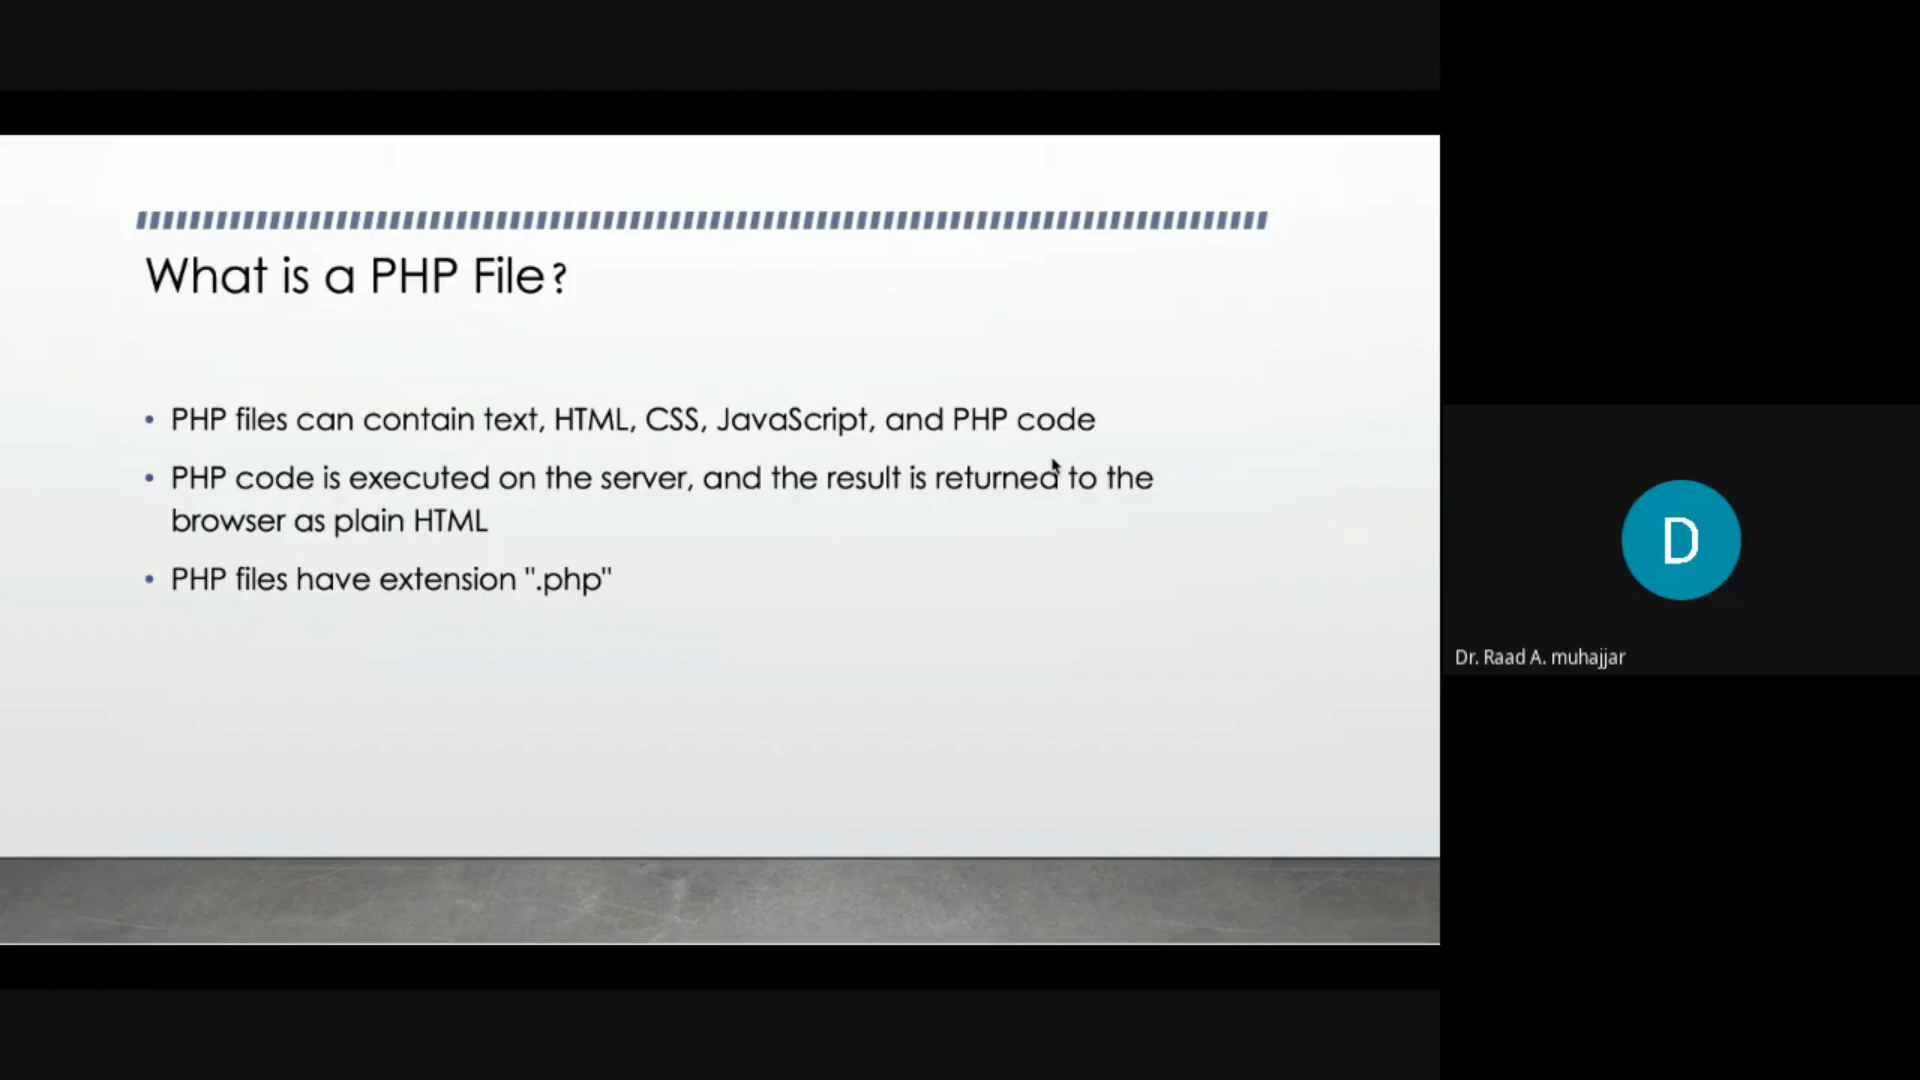 What is a PHP File?
• PHP files can contain text, HTML, CSS, JavaScript, and PHP code
• PHP code is executed on the server, and the result is returned to the
browser as plain HTML
• PHP files have extension ".php"
D
Dr. Raad A. muhajjar